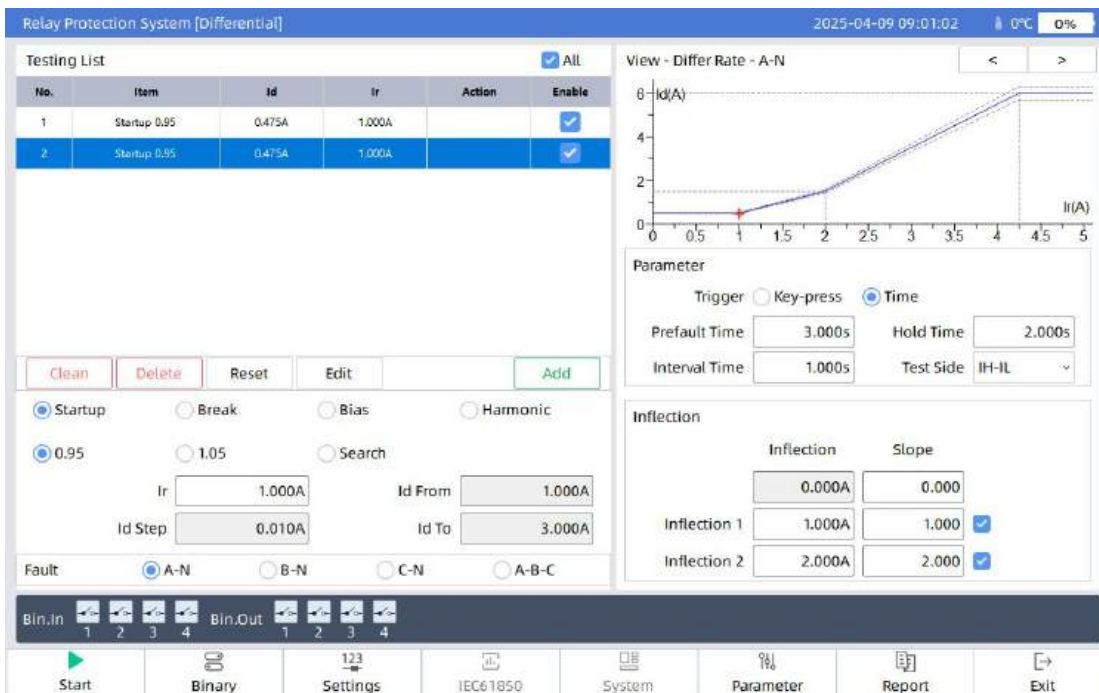 Relay Protection System [Differential] 2025-04-09 09:01:02 0°C 0%
Testing List All
No. Item Id Ir Action Enable
1 Startup 0.95 0.475A 1.000A
2 Startup 0.95 0.475A 1.000A
Clean Delete Reset Edit Add
Startup Break Bias Harmonic
0.95 1.05 Search
Ir 1.000A Id From 1.000A
Id Step 0.010A Id To 3.000A
Fault A-N B-N C-N A-B-C
View - Differ Rate - A-N < >
Id(A)
6
4
2
0
Ir(A)
0 0.5 1 1.5 2 2.5 3 3.5 4 4.5 5
Parameter
Trigger Key-press Time
Prefault Time 3.000s Hold Time 2.000s
Interval Time 1.000s Test Side IH-IL
Inflection
Inflection Slope
0.000A 0.000
Inflection 1 1.000A 1.000
Inflection 2 2.000A 2.000
Bin.In 1 2 3 4 Bin.Out 1 2 3 4
123
Start Binary Settings IEC61850 System Parameter Report Exit